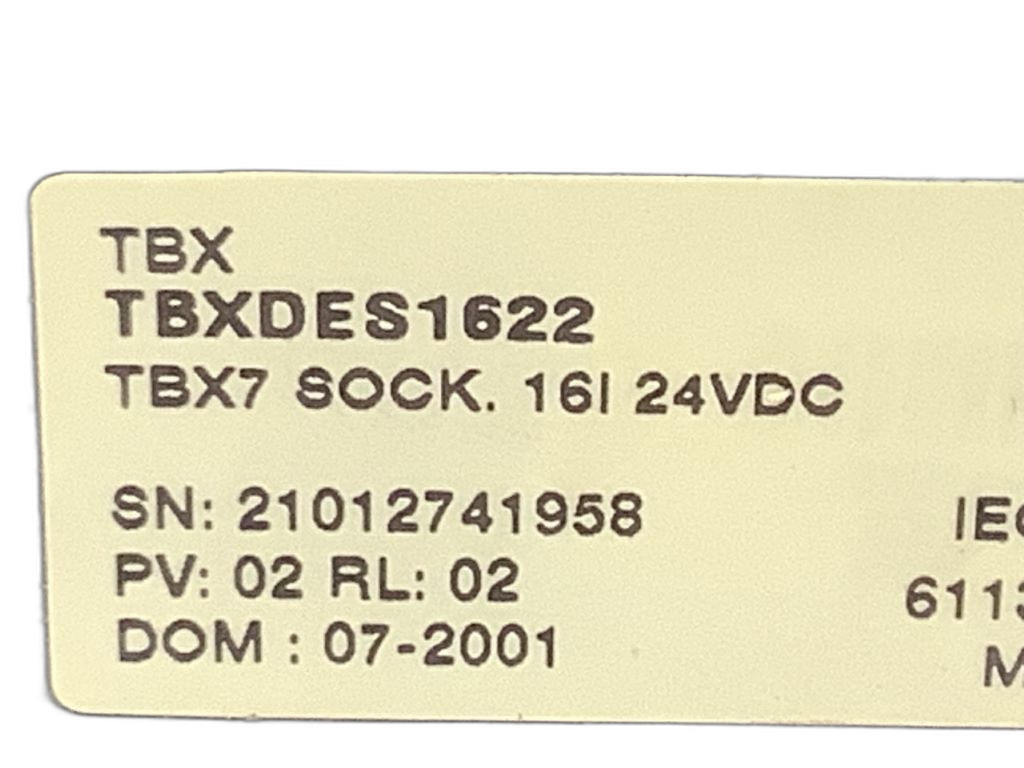 TBX
TBXDES1622
TBX7 SOCK. 16I 24VDC
SN: 21012741958
PV: 02 RL: 02
DOM : 07-2001